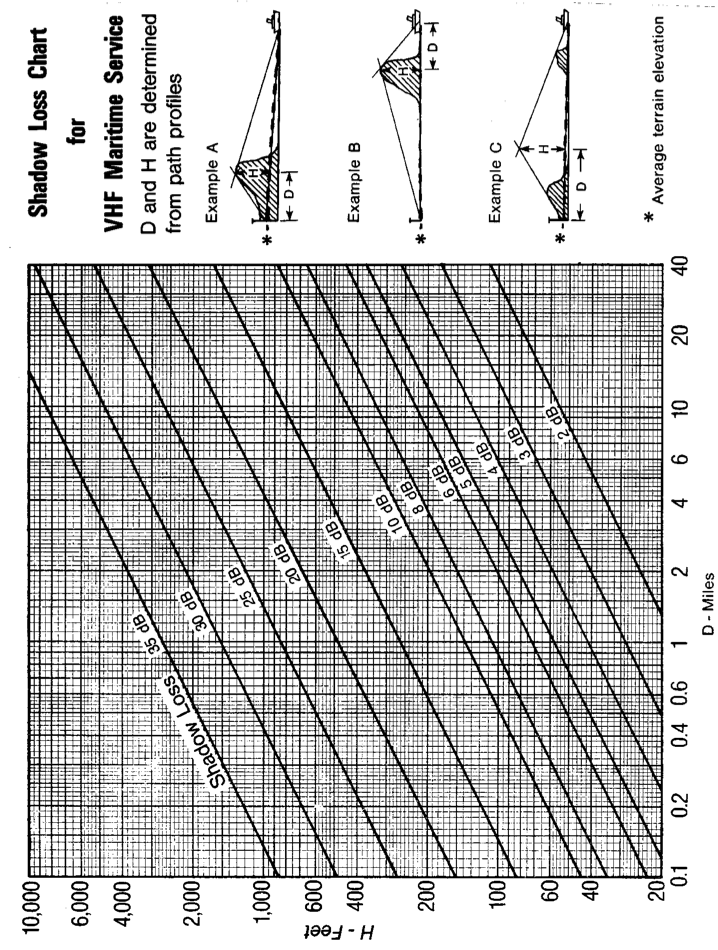 Shadow Loss Chart
for
VHF Maritime Service
D and H are determined
from path profiles
Example A
H
D
*
Example B
H
D
*
Example C
H
D
*
* Average terrain elevation
H - Feet
10,000
6,000
4,000
2,000
1,000
600
400
200
100
60
40
20
Shadow Loss 35 dB
30 dB
25 dB
20 dB
15 dB
10 dB
8 dB
6 dB
5 dB
4 dB
3 dB
2 dB
0.1
0.2
0.4
0.6
1
2
4
6
10
20
40
D - Miles